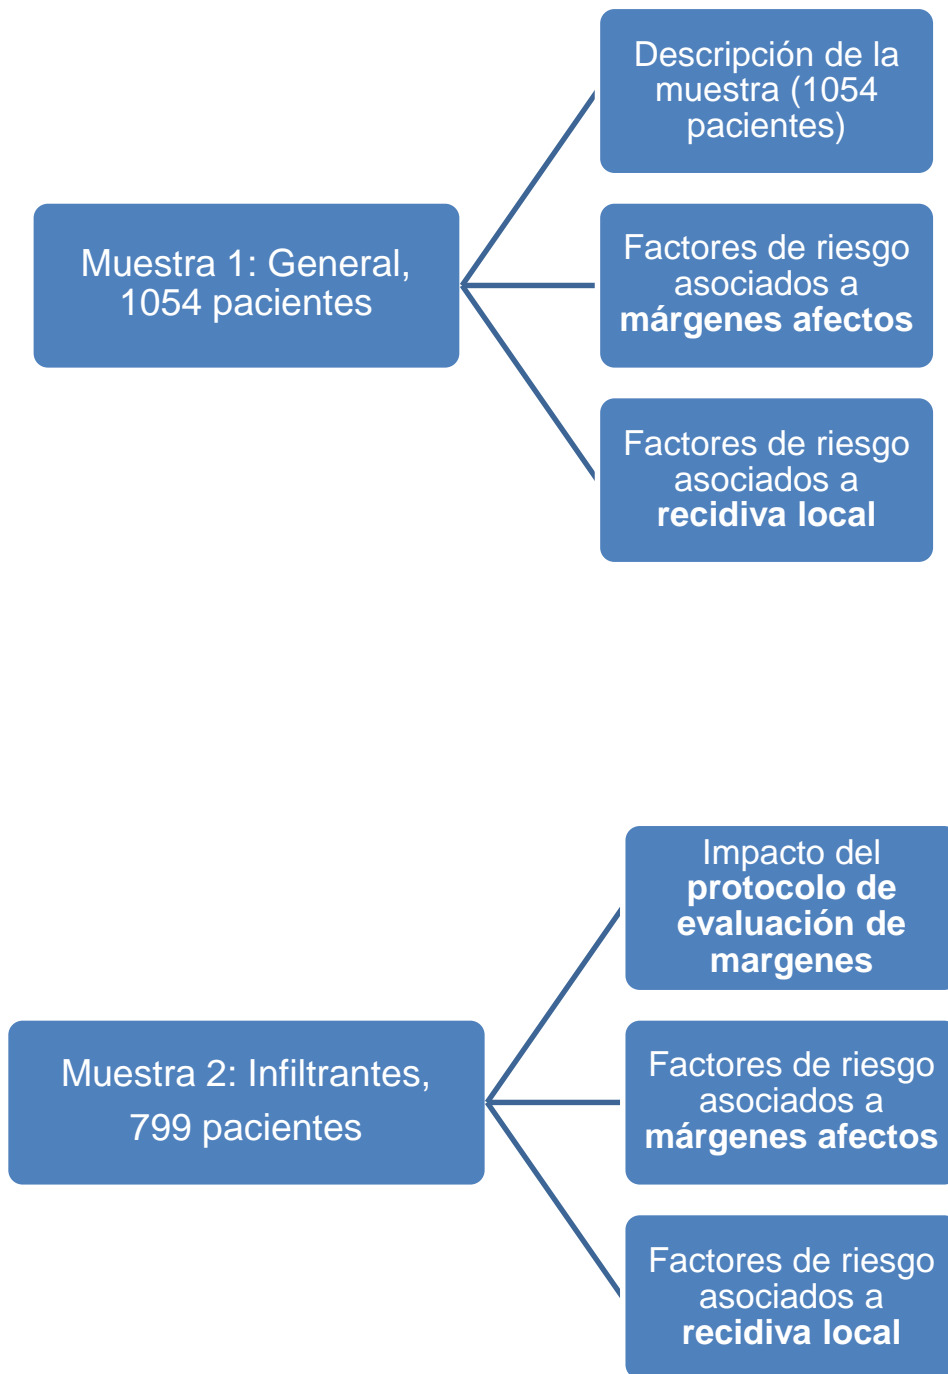 Descripción de la
muestra (1054
pacientes)
Muestra 1: General,
1054 pacientes
Factores de riesgo
asociados a
márgenes afectos
Factores de riesgo
asociados a
recidiva local
Impacto del
protocolo de
evaluación de
margenes
Muestra 2: Infiltrantes,
799 pacientes
Factores de riesgo
asociados a
márgenes afectos
Factores de riesgo
asociados a
recidiva local